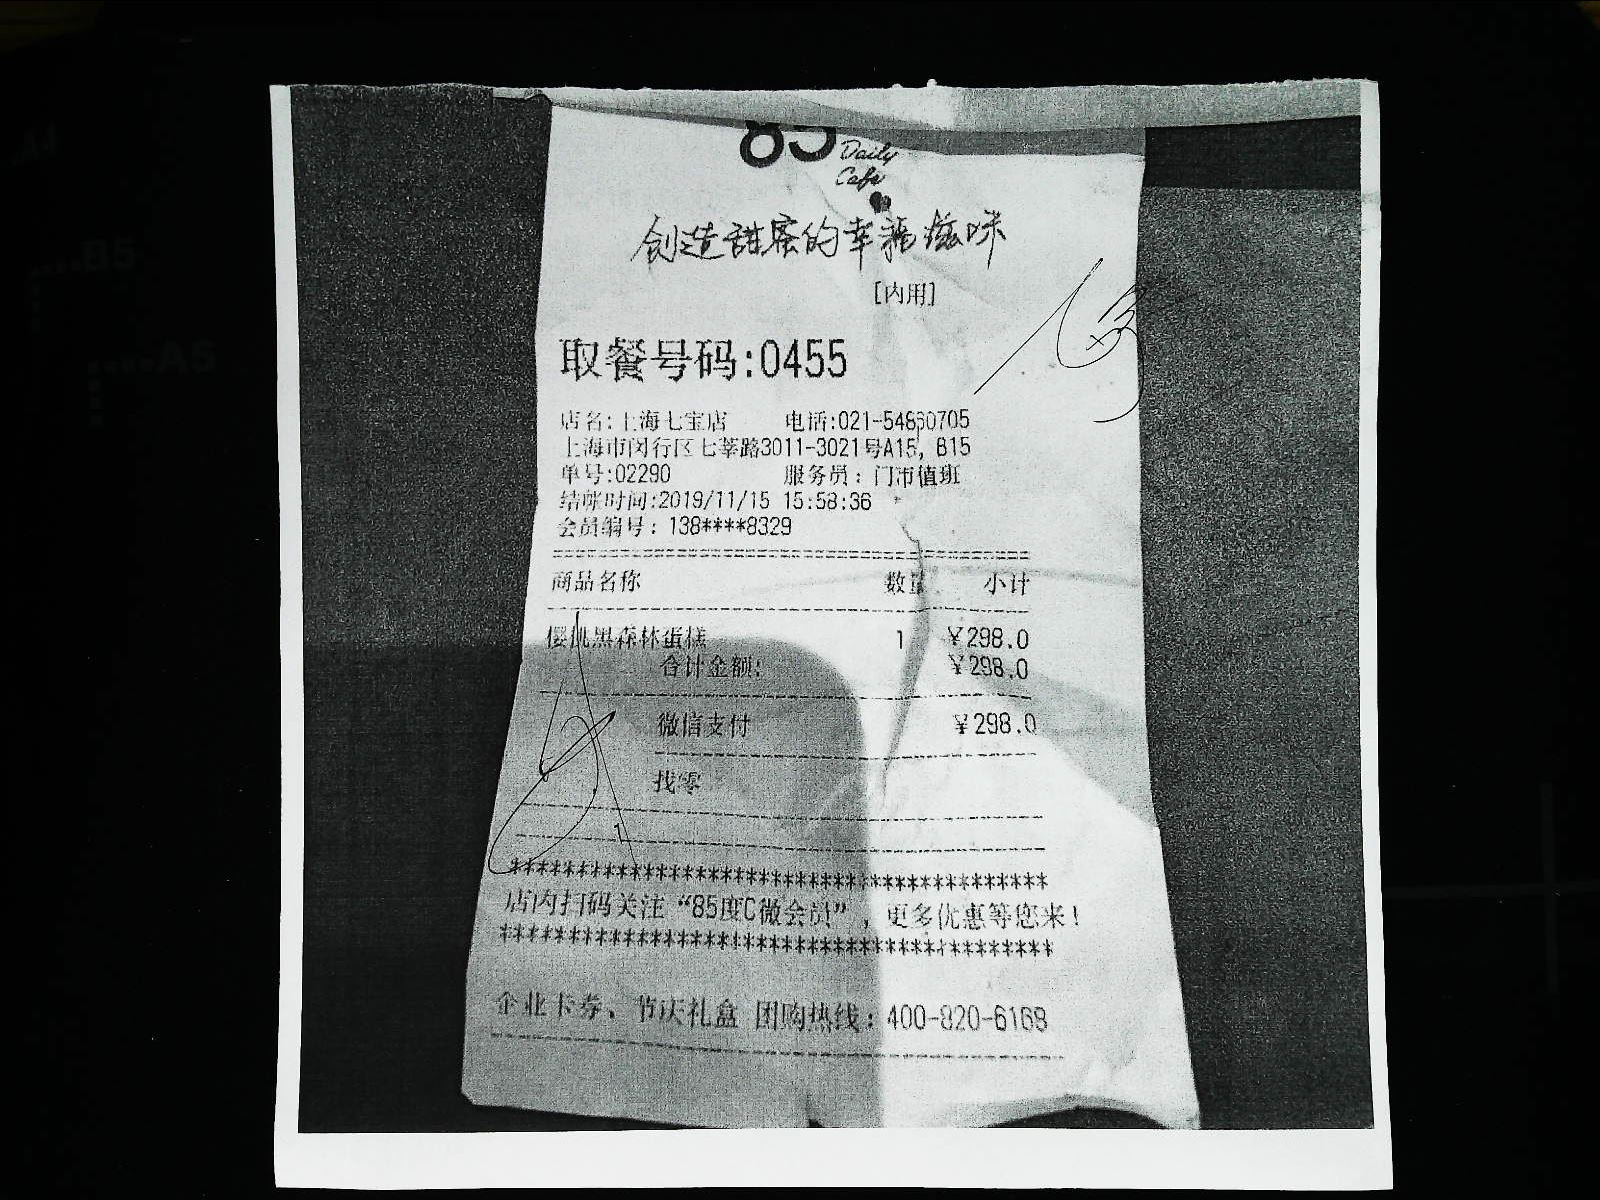 85
Daily
Cafe
创造甜蜜的幸福滋味
[内用]
取餐号码:0455
店名:上海七宝店 电话:021-54860705
上海市闵行区七莘路3011-3021号A15, B15
单号:02290 服务员: 门市值班
结帐时间:2019/11/15 15:58:36
会员编号: 138****8329
商品名称 数量 小计
樱桃黑森林蛋糕 1 ¥298.0
合计金额: ¥298.0
微信支付 ¥298.0
找零
店内扫码关注“85度C微会员”, 更多优惠等您来!
企业卡券、节庆礼盒 团购热线: 400-820-6168
A4
B5
A5